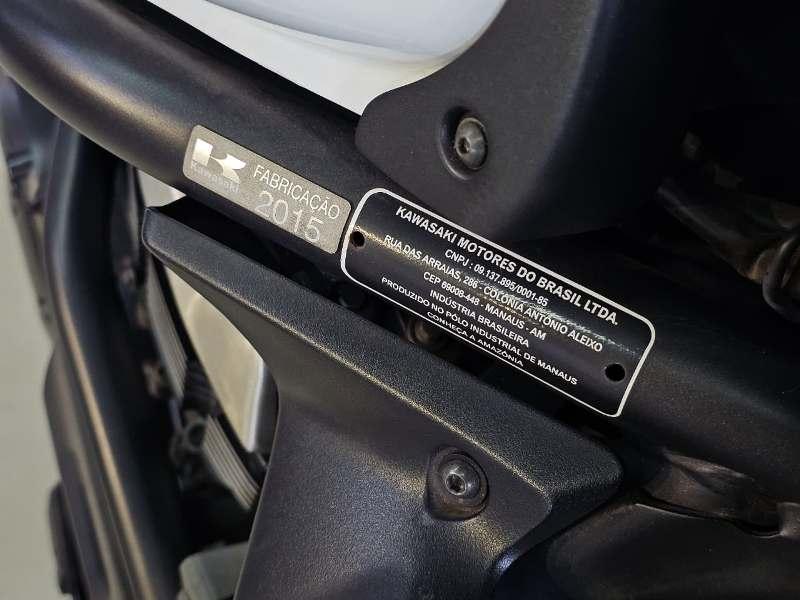 K
Kawasaki
FABRICAÇÃO
2015
KAWASAKI MOTORES DO BRASIL LTDA.
CNPJ : 09.137.895/0001-85
RUA DAS ARRAIAS, 286 - COLÔNIA ANTÔNIO ALEIXO
CEP 69008-448 - MANAUS - AM
INDÚSTRIA BRASILEIRA
PRODUZIDO NO PÓLO INDUSTRIAL DE MANAUS
CONHEÇA A AMAZÔNIA